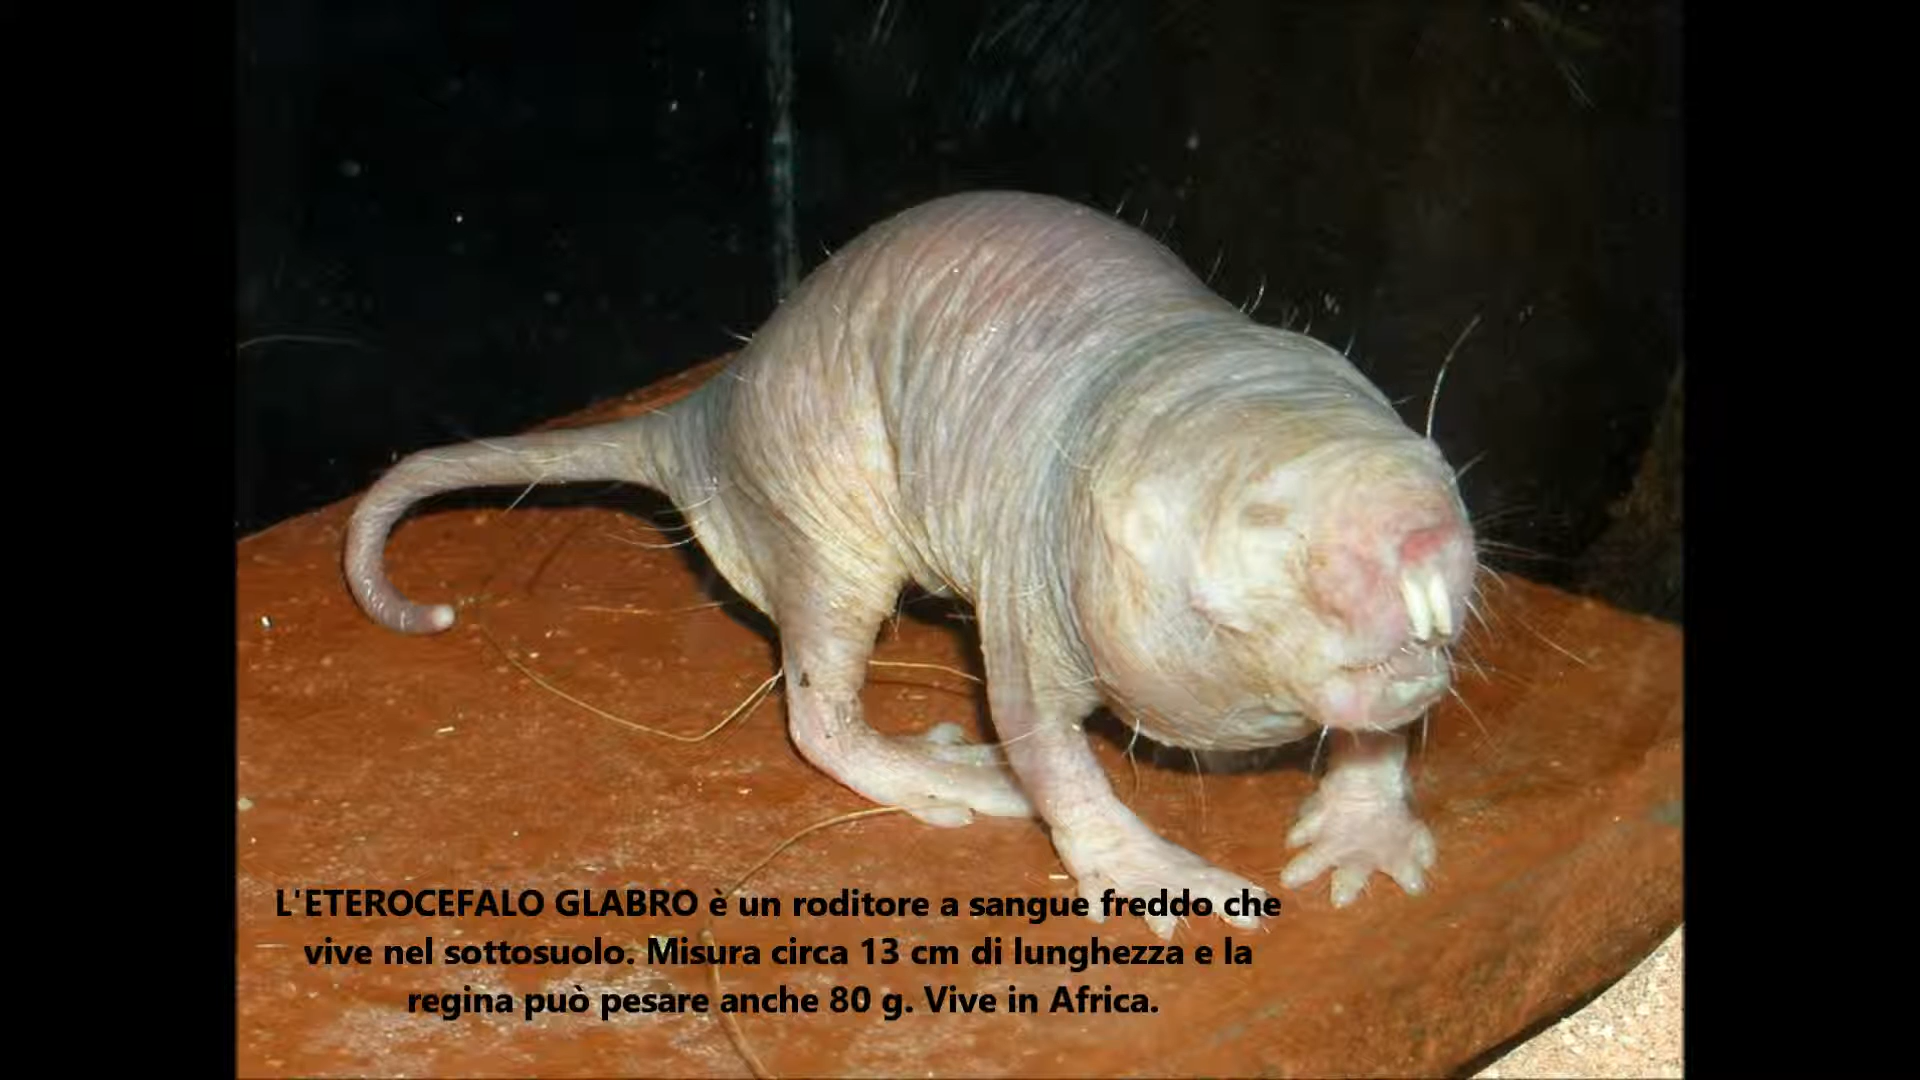 L'ETEROCEFALO GLABRO è un roditore a sangue freddo che
vive nel sottosuolo. Misura circa 13 cm di lunghezza e la
regina può pesare anche 80 g. Vive in Africa.